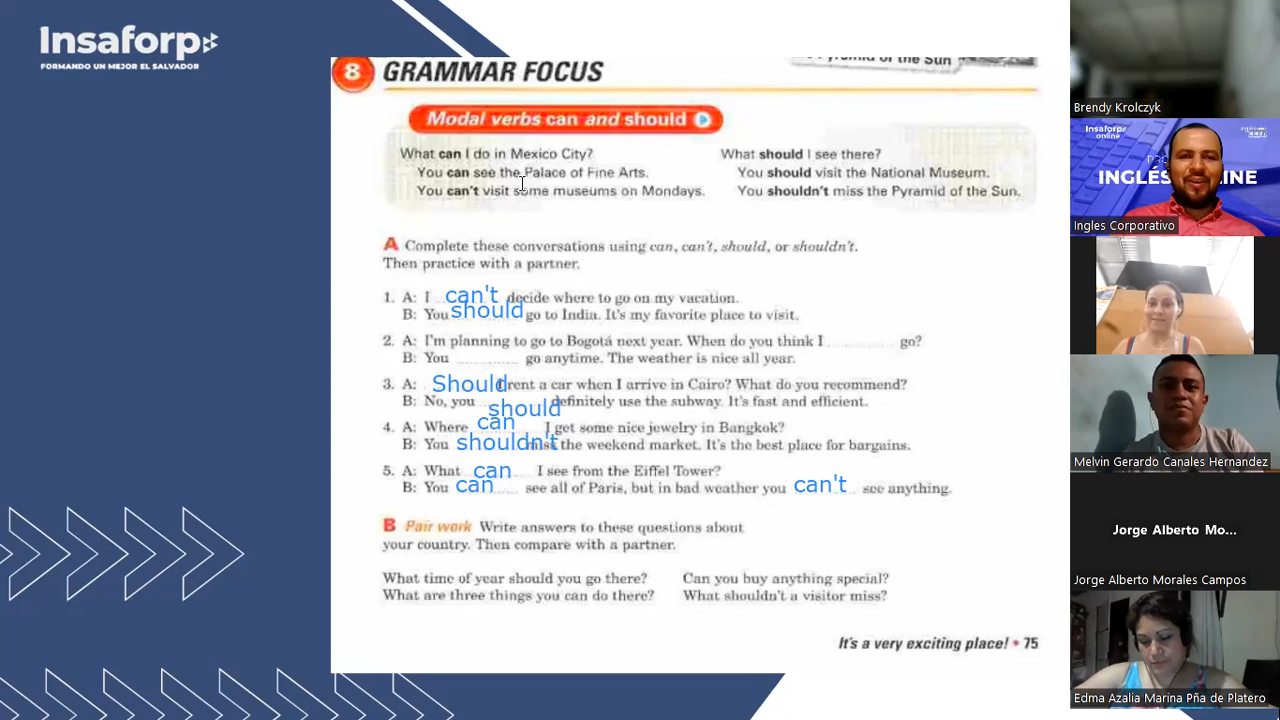 Insaforp
FORMANDO UN MEJOR EL SALVADOR
8 GRAMMAR FOCUS
Pyramid of the Sun
Modal verbs can and should
What can I do in Mexico City?
You can see the Palace of Fine Arts.
You can't visit some museums on Mondays.
What should I see there?
You should visit the National Museum.
You shouldn't miss the Pyramid of the Sun.
A Complete these conversations using can, can't, should, or shouldn't.
Then practice with a partner.
1. A: I can't decide where to go on my vacation.
B: You should go to India. It's my favorite place to visit.
2. A: I'm planning to go to Bogotá next year. When do you think I ............ go?
B: You ............ go anytime. The weather is nice all year.
3. A: Should I rent a car when I arrive in Cairo? What do you recommend?
B: No, you should definitely use the subway. It's fast and efficient.
4. A: Where can I get some nice jewelry in Bangkok?
B: You shouldn't miss the weekend market. It's the best place for bargains.
5. A: What can I see from the Eiffel Tower?
B: You can see all of Paris, but in bad weather you can't see anything.
B Pair work Write answers to these questions about
your country. Then compare with a partner.
What time of year should you go there?
What are three things you can do there?
Can you buy anything special?
What shouldn't a visitor miss?
It's a very exciting place! • 75
Brendy Krolczyk
Insaforp
online
INGLÉS
LINE
Ingles Corporativo
Melvin Gerardo Canales Hernandez
Jorge Alberto Mo...
Jorge Alberto Morales Campos
Edma Azalia Marina Pña de Platero